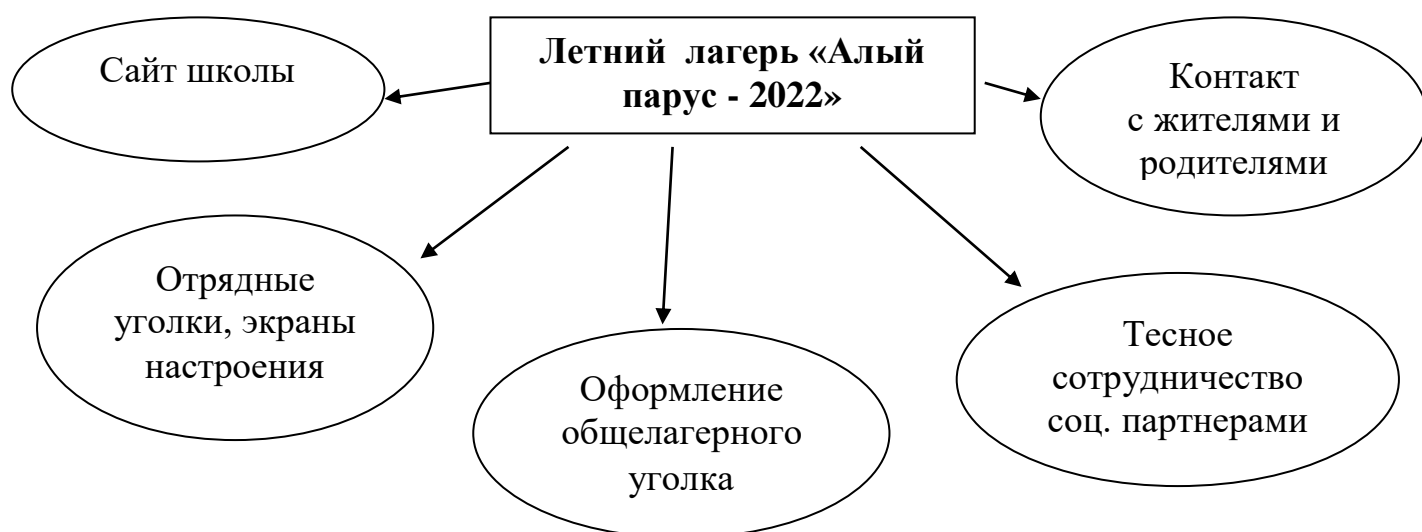 Летний лагерь «Алый
парус - 2022»
Сайт школы
Контакт
с жителями и
родителями
Отрядные
уголки, экраны
настроения
Оформление
общелагерного
уголка
Тесное
сотрудничество
соц. партнерами